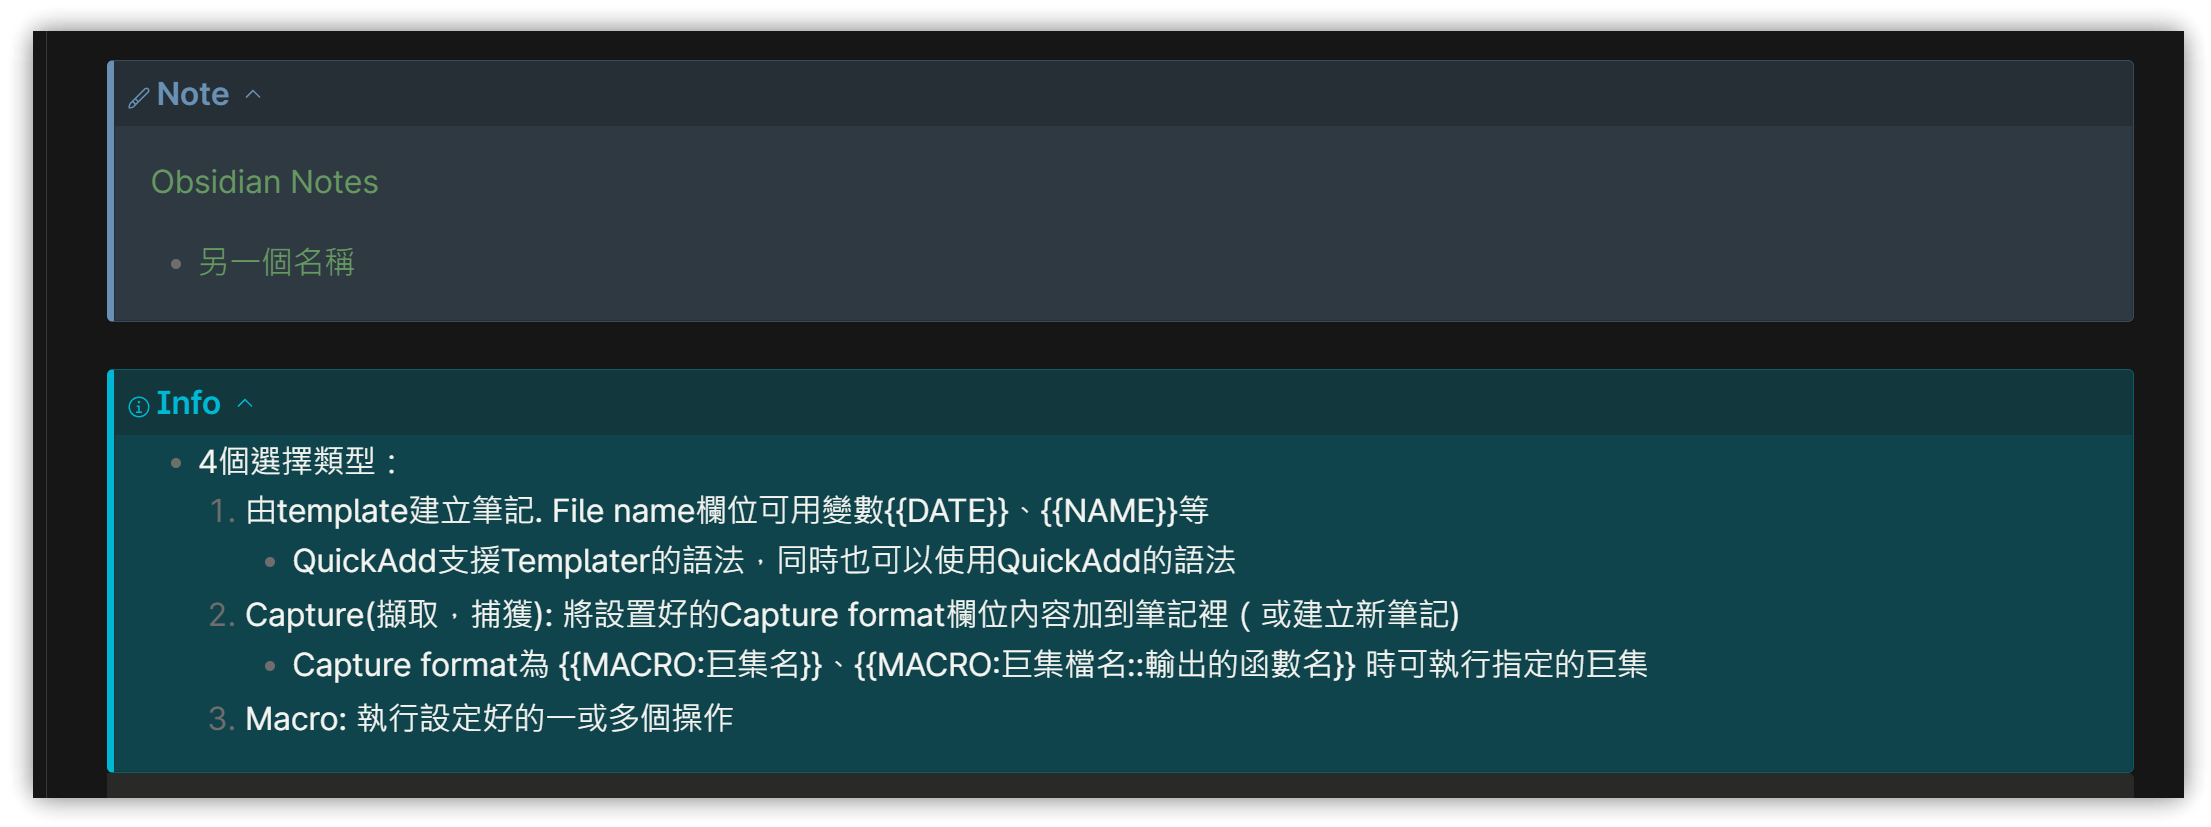 Note
Obsidian Notes
• 另一個名稱
Info
• 4個選擇類型：
1. 由template建立筆記. File name欄位可用變數{{DATE}}、{{NAME}}等
• QuickAdd支援Templater的語法，同時也可以使用QuickAdd的語法
2. Capture(擷取，捕獲): 將設置好的Capture format欄位內容加到筆記裡（或建立新筆記)
• Capture format為 {{MACRO:巨集名}}、{{MACRO:巨集檔名::輸出的函數名}} 時可執行指定的巨集
3. Macro: 執行設定好的一或多個操作